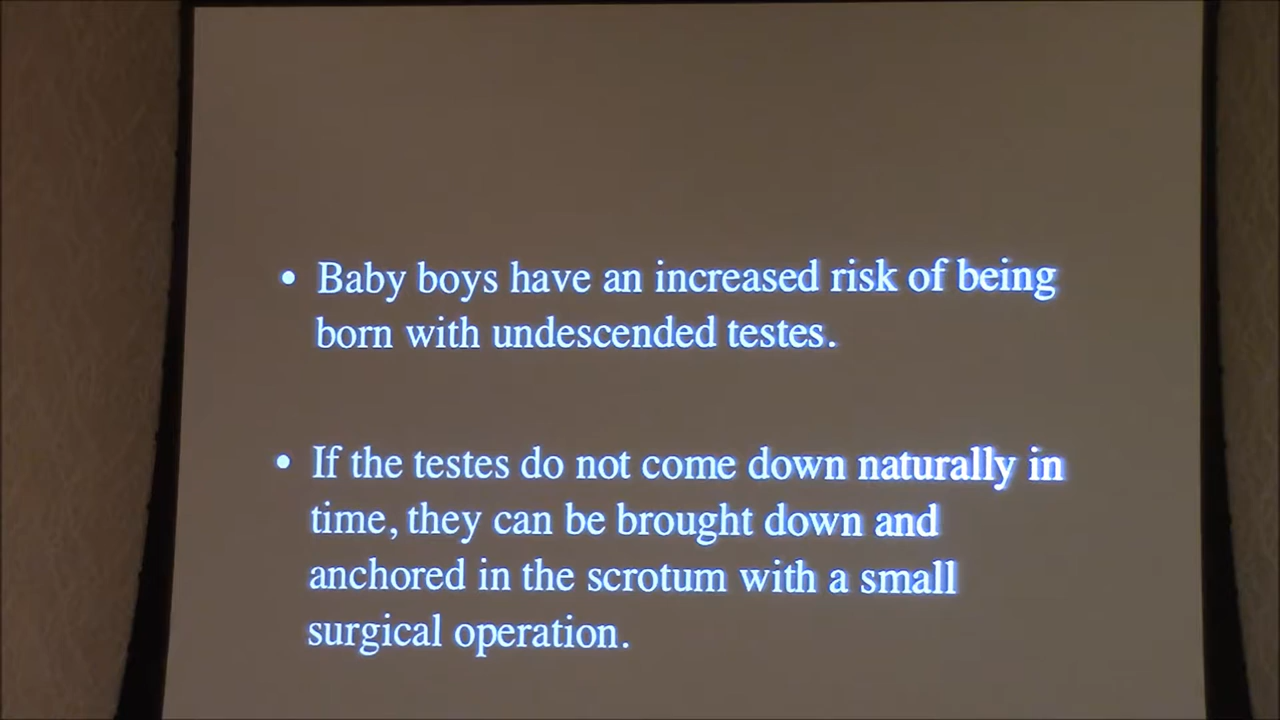 • Baby boys have an increased risk of being
born with undescended testes.
• If the testes do not come down naturally in
time, they can be brought down and
anchored in the scrotum with a small
surgical operation.